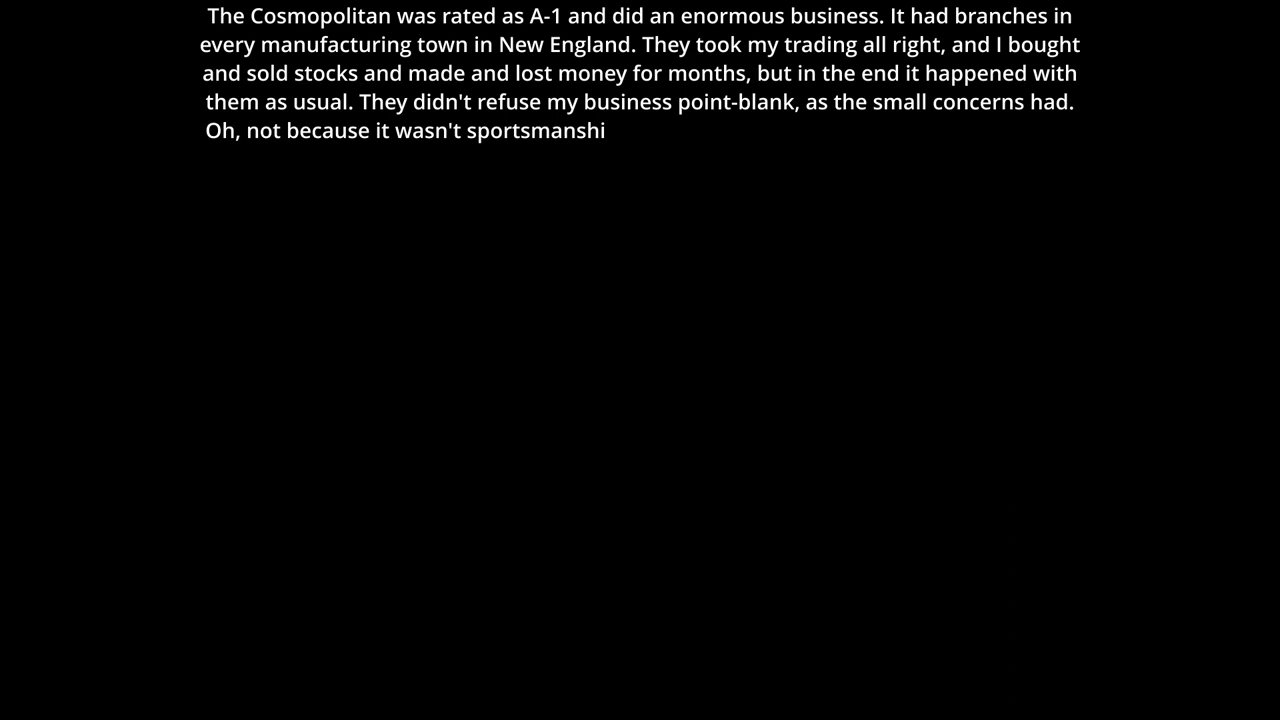 The Cosmopolitan was rated as A-1 and did an enormous business. It had branches in
every manufacturing town in New England. They took my trading all right, and I bought
and sold stocks and made and lost money for months, but in the end it happened with
them as usual. They didn't refuse my business point-blank, as the small concerns had.
Oh, not because it wasn't sportsmanshi